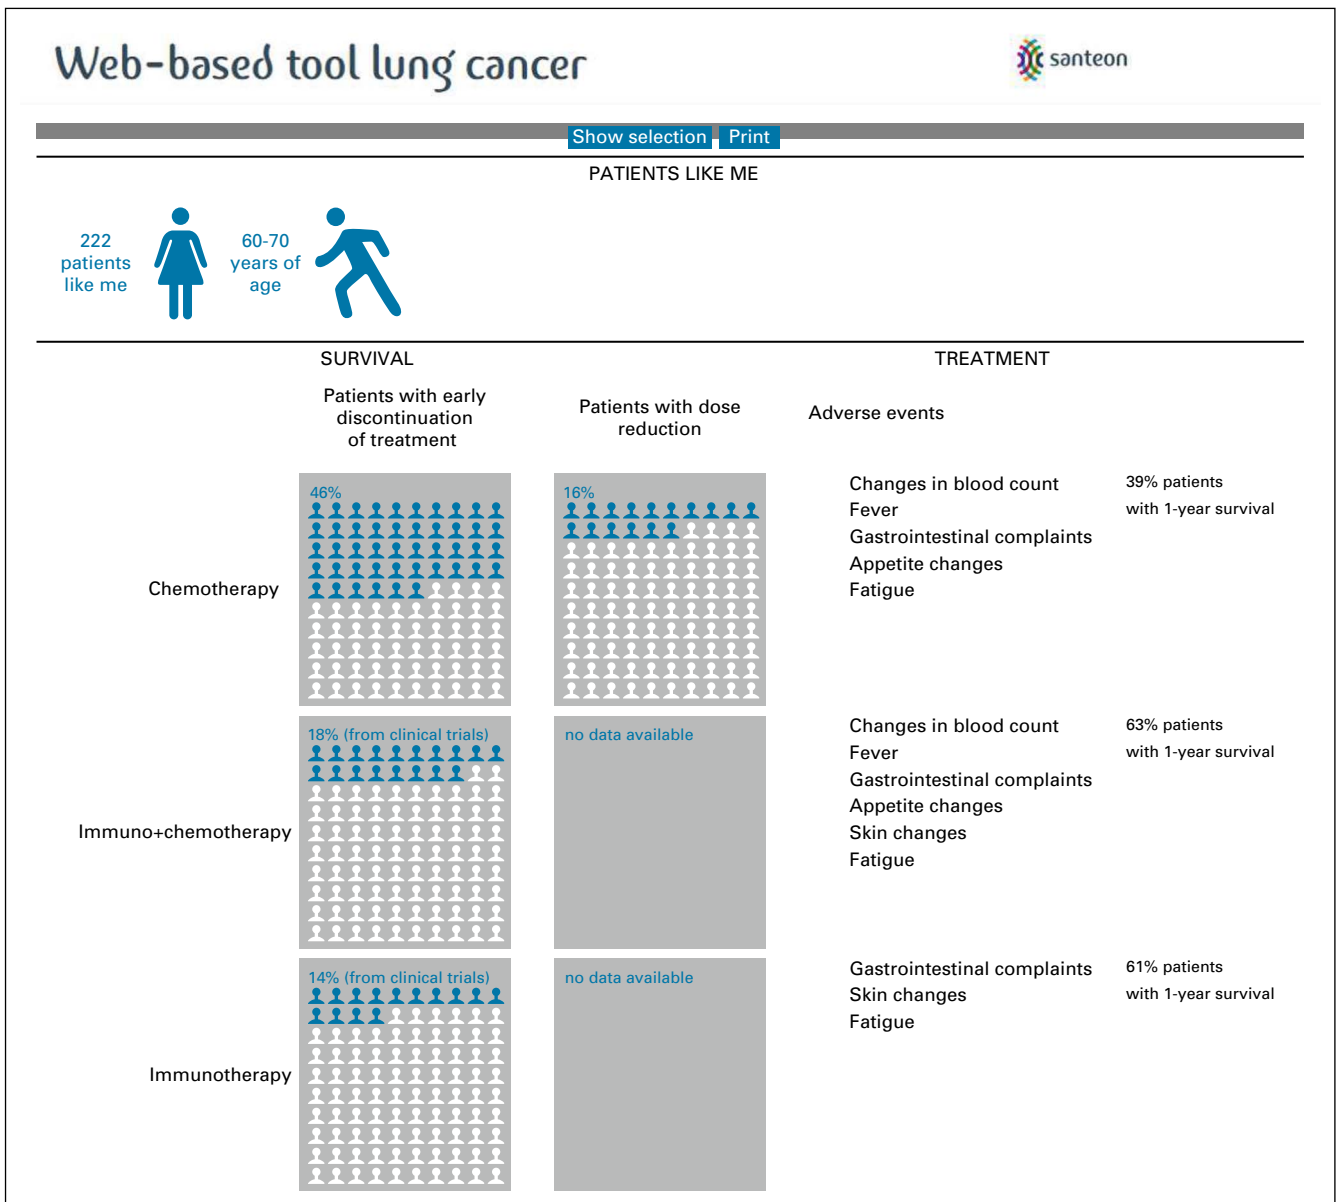 Web-based tool lung cancer
santeon
Show selection Print
PATIENTS LIKE ME
222
patients
like me
60-70
years of
age
SURVIVAL
TREATMENT
Patients with early
discontinuation
of treatment
Patients with dose
reduction
Adverse events
Chemotherapy
46%
16%
Changes in blood count
Fever
Gastrointestinal complaints
Appetite changes
Fatigue
39% patients
with 1-year survival
Immuno+chemotherapy
18% (from clinical trials)
no data available
Changes in blood count
Fever
Gastrointestinal complaints
Appetite changes
Skin changes
Fatigue
63% patients
with 1-year survival
Immunotherapy
14% (from clinical trials)
no data available
Gastrointestinal complaints
Skin changes
Fatigue
61% patients
with 1-year survival